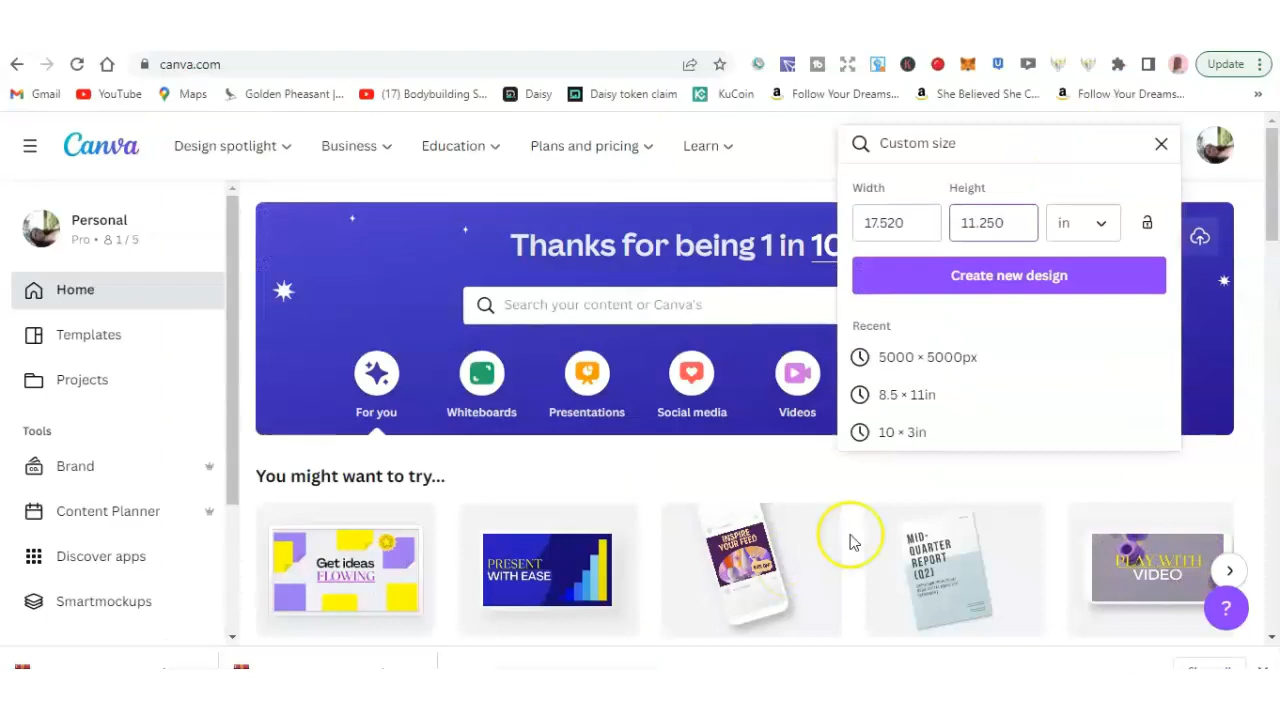 canva.com
Update
Gmail
YouTube
Maps
Golden Pheasant |...
(17) Bodybuilding S...
Daisy
Daisy token claim
KuCoin
Follow Your Dreams...
She Believed She C...
Follow Your Dreams...
»
Canva
Design spotlight
Business
Education
Plans and pricing
Learn
Custom size
Width
Height
17.520
11.250
in
Create new design
Recent
5000 × 5000px
8.5 × 11in
10 × 3in
Personal
Pro • 1 / 5
Home
Templates
Projects
Tools
Brand
Content Planner
Discover apps
Smartmockups
Thanks for being 1 in 10
Search your content or Canva's
For you
Whiteboards
Presentations
Social media
Videos
You might want to try...
Get ideas
FLOWING
PRESENT
WITH EASE
INSPIRE
YOUR FEED
MID-
QUARTER
REPORT
(Q2)
PLAY WITH
VIDEO
?